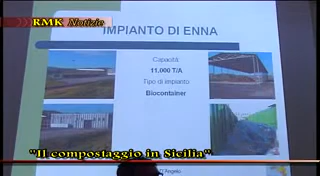 RMK Notizie
IMPIANTO DI ENNA
Capacità
11,000 T/A
Tipo di impianto
Biocontainer
"Il compostaggio in Sicilia"